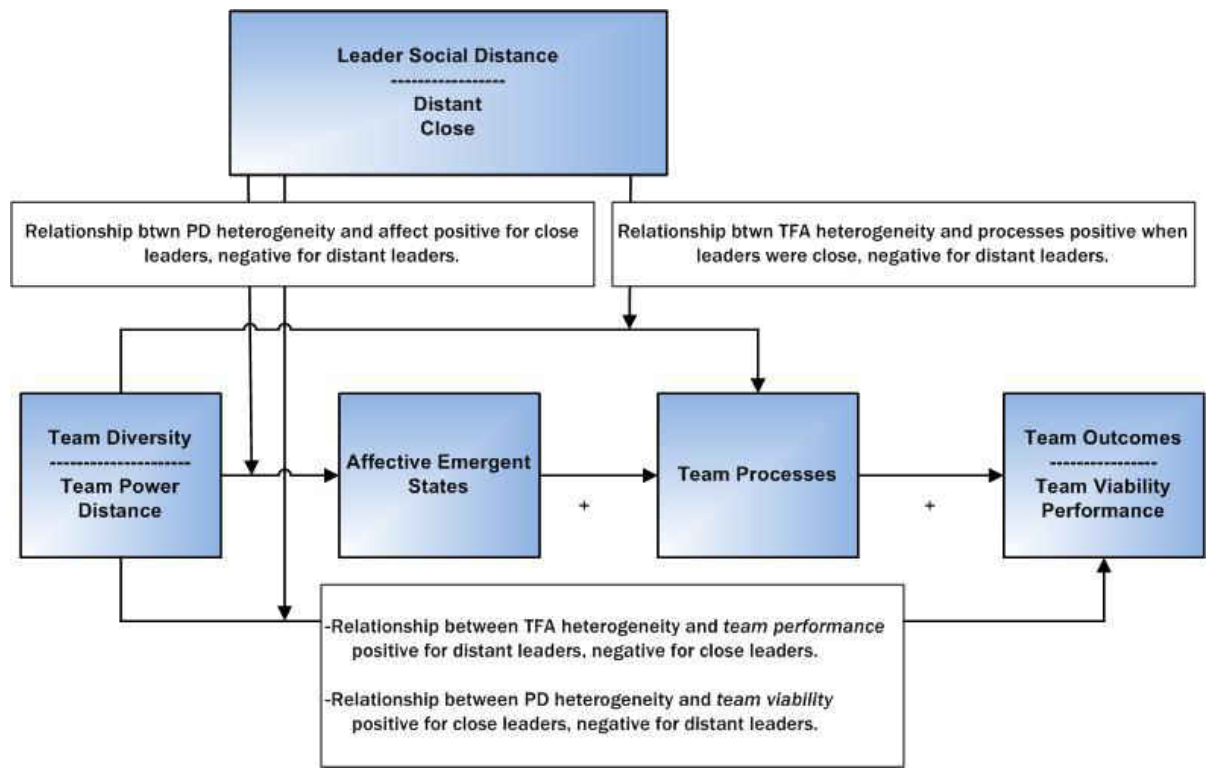 Leader Social Distance
-----------------
Distant
Close
Relationship btwn PD heterogeneity and affect positive for close
leaders, negative for distant leaders.
Relationship btwn TFA heterogeneity and processes positive when
leaders were close, negative for distant leaders.
Team Diversity
---------------------
Team Power
Distance
Affective Emergent
States
+
Team Processes
+
Team Outcomes
----------------
Team Viability
Performance
-Relationship between TFA heterogeneity and team performance
positive for distant leaders, negative for close leaders.
-Relationship between PD heterogeneity and team viability
positive for close leaders, negative for distant leaders.